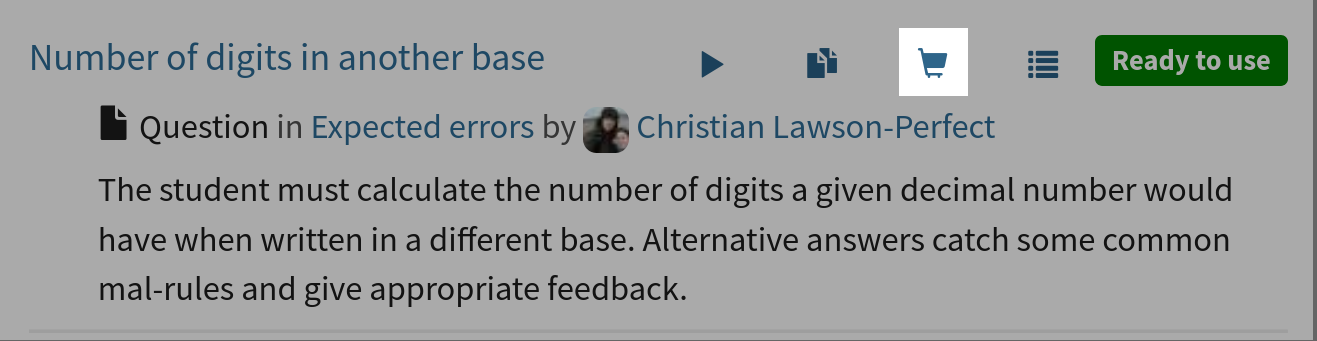 Number of digits in another base
Ready to use
Question in Expected errors by Christian Lawson-Perfect
The student must calculate the number of digits a given decimal number would
have when written in a different base. Alternative answers catch some common
mal-rules and give appropriate feedback.